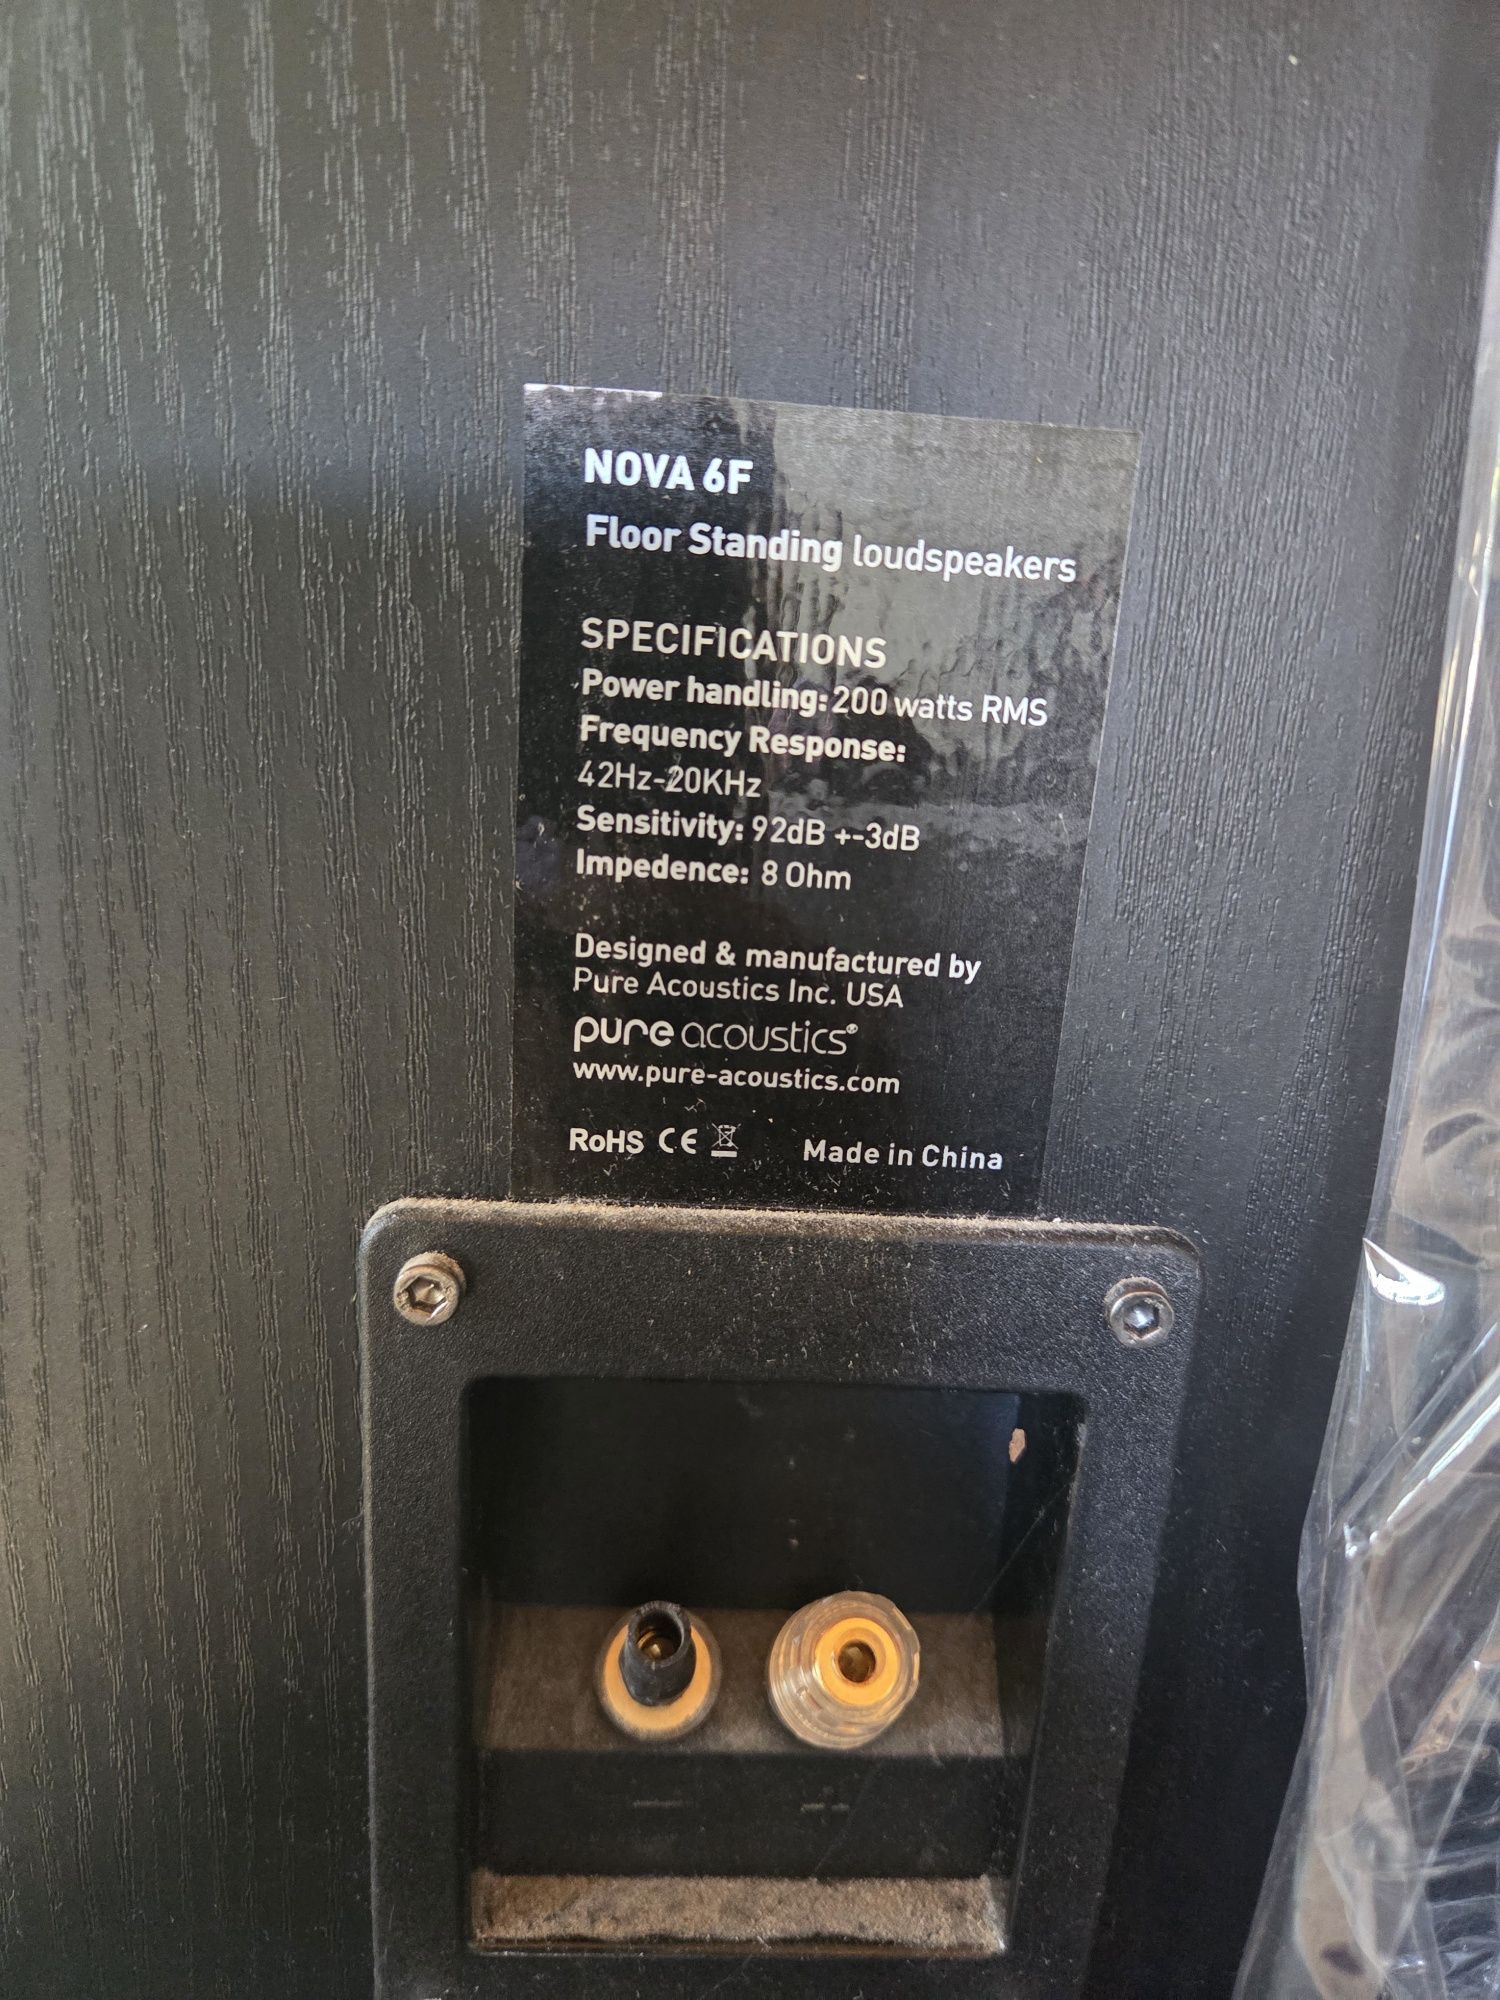 NOVA 6F
Floor Standing loudspeakers
SPECIFICATIONS
Power handling: 200 watts RMS
Frequency Response:
42Hz-20KHz
Sensitivity: 92dB +-3dB
Impedence: 8 Ohm
Designed & manufactured by
Pure Acoustics Inc. USA
pure acoustics®
www.pure-acoustics.com
RoHS CE Made in China